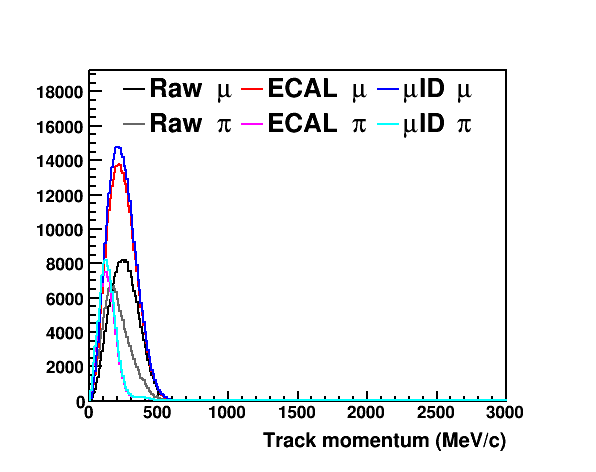 Raw μ ECAL μ μID μ
Raw π ECAL π μID π
18000
16000
14000
12000
10000
8000
6000
4000
2000
0
0 500 1000 1500 2000 2500 3000
Track momentum (MeV/c)